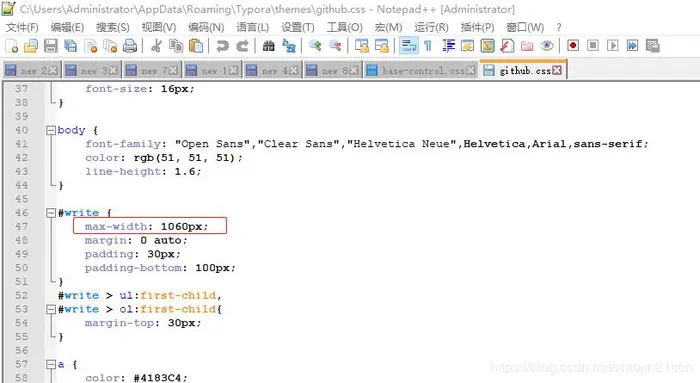 C:\Users\Administrator\AppData\Roaming\Typora\themes\github.css - Notepad++ [Administrator]
文件(F) 编辑(E) 搜索(S) 视图(V) 编码(N) 语言(L) 设置(T) 工具(O) 宏(M) 运行(R) 插件(P) 窗口(W) ?
new 2 new 3 new 7 new 1 new 4 new 8 base-control.css github.css
37 font-size: 16px;
38 }
39
40 body {
41 font-family: "Open Sans","Clear Sans","Helvetica Neue",Helvetica,Arial,sans-serif;
42 color: rgb(51, 51, 51);
43 line-height: 1.6;
44 }
45
46 #write {
47 max-width: 1060px;
48 margin: 0 auto;
49 padding: 30px;
50 padding-bottom: 100px;
51 }
52 #write > ul:first-child,
53 #write > ol:first-child{
54 margin-top: 30px;
55 }
56
57 a {
58 color: #4183C4;
https://blog.csdn.net/xiaojin21cen